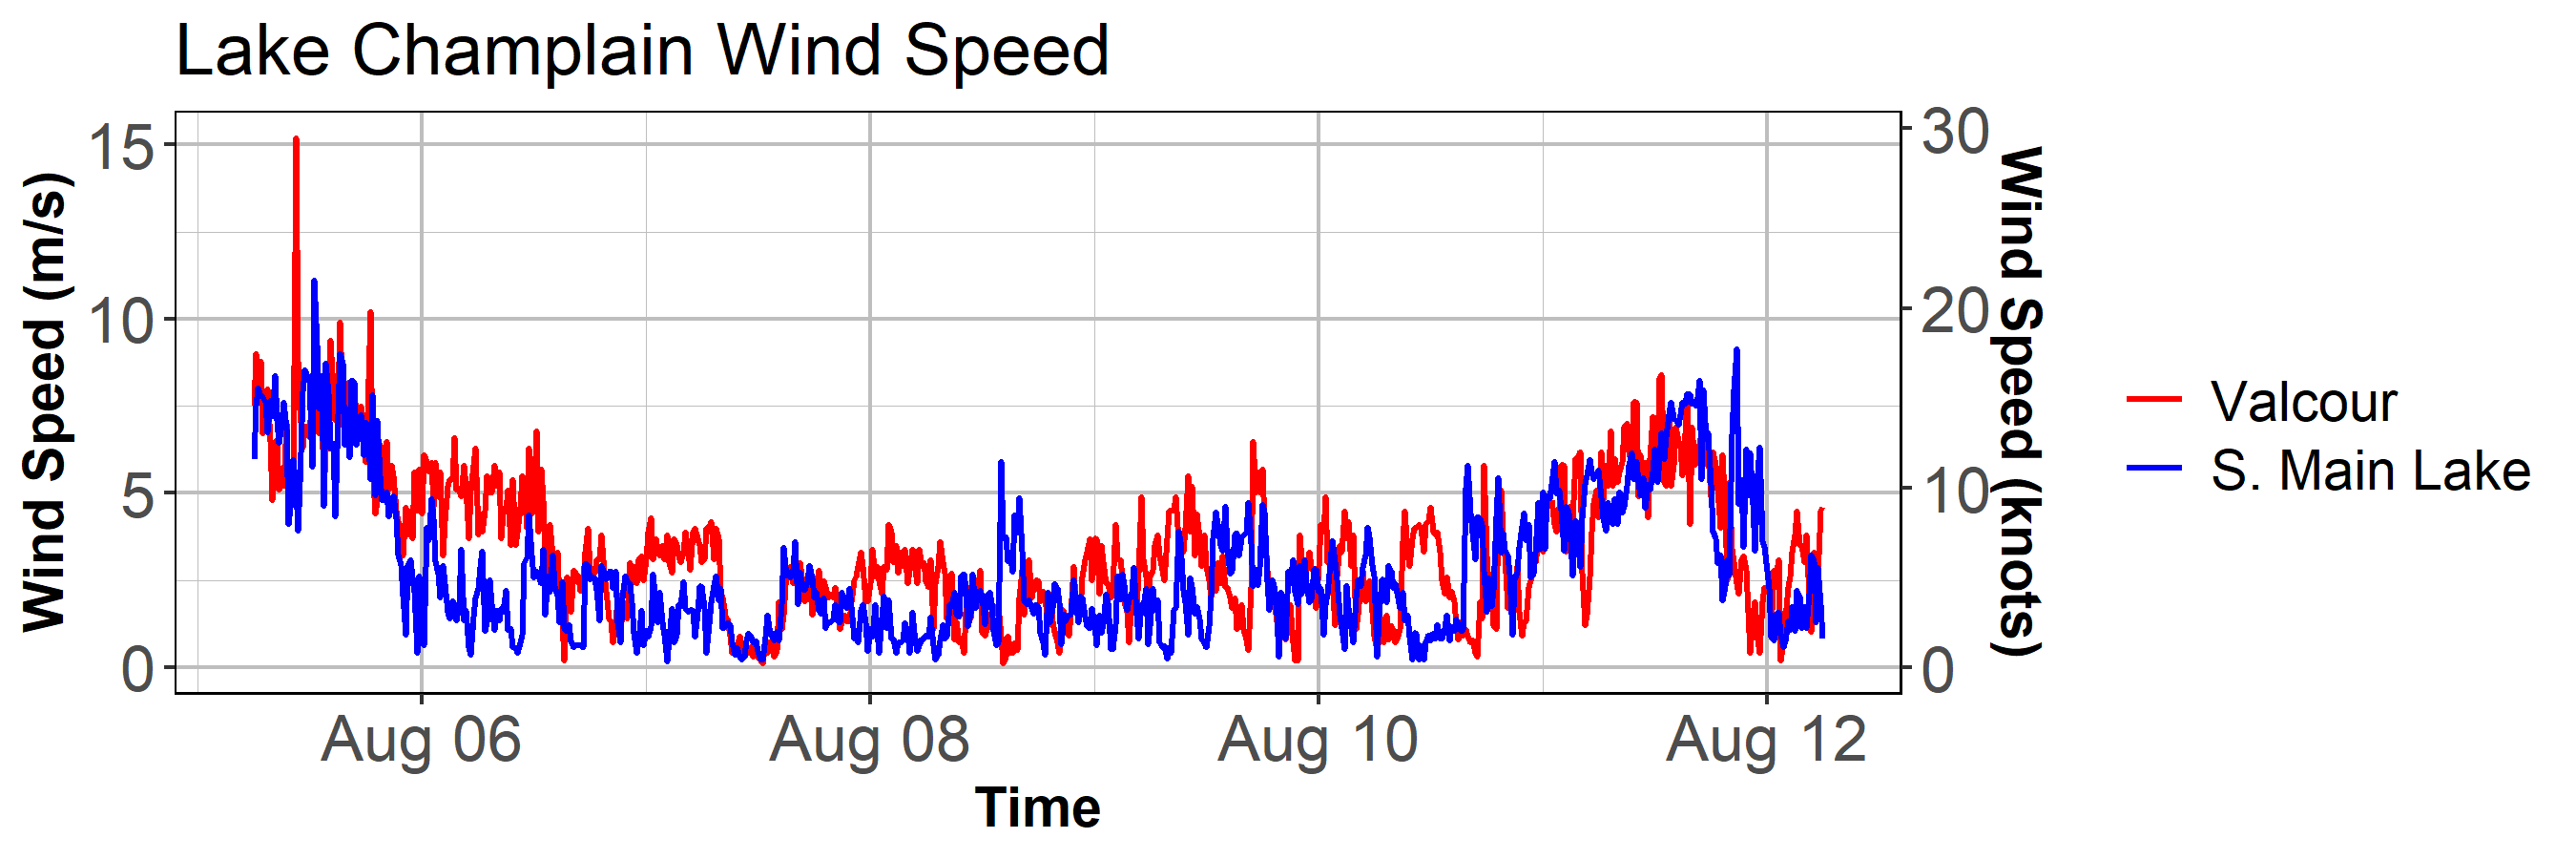 Lake Champlain Wind Speed
Wind Speed (m/s)
15
10
5
0
30
20
10
0
Wind Speed (knots)
Aug 06
Aug 08
Aug 10
Aug 12
Time
Valcour
S. Main Lake